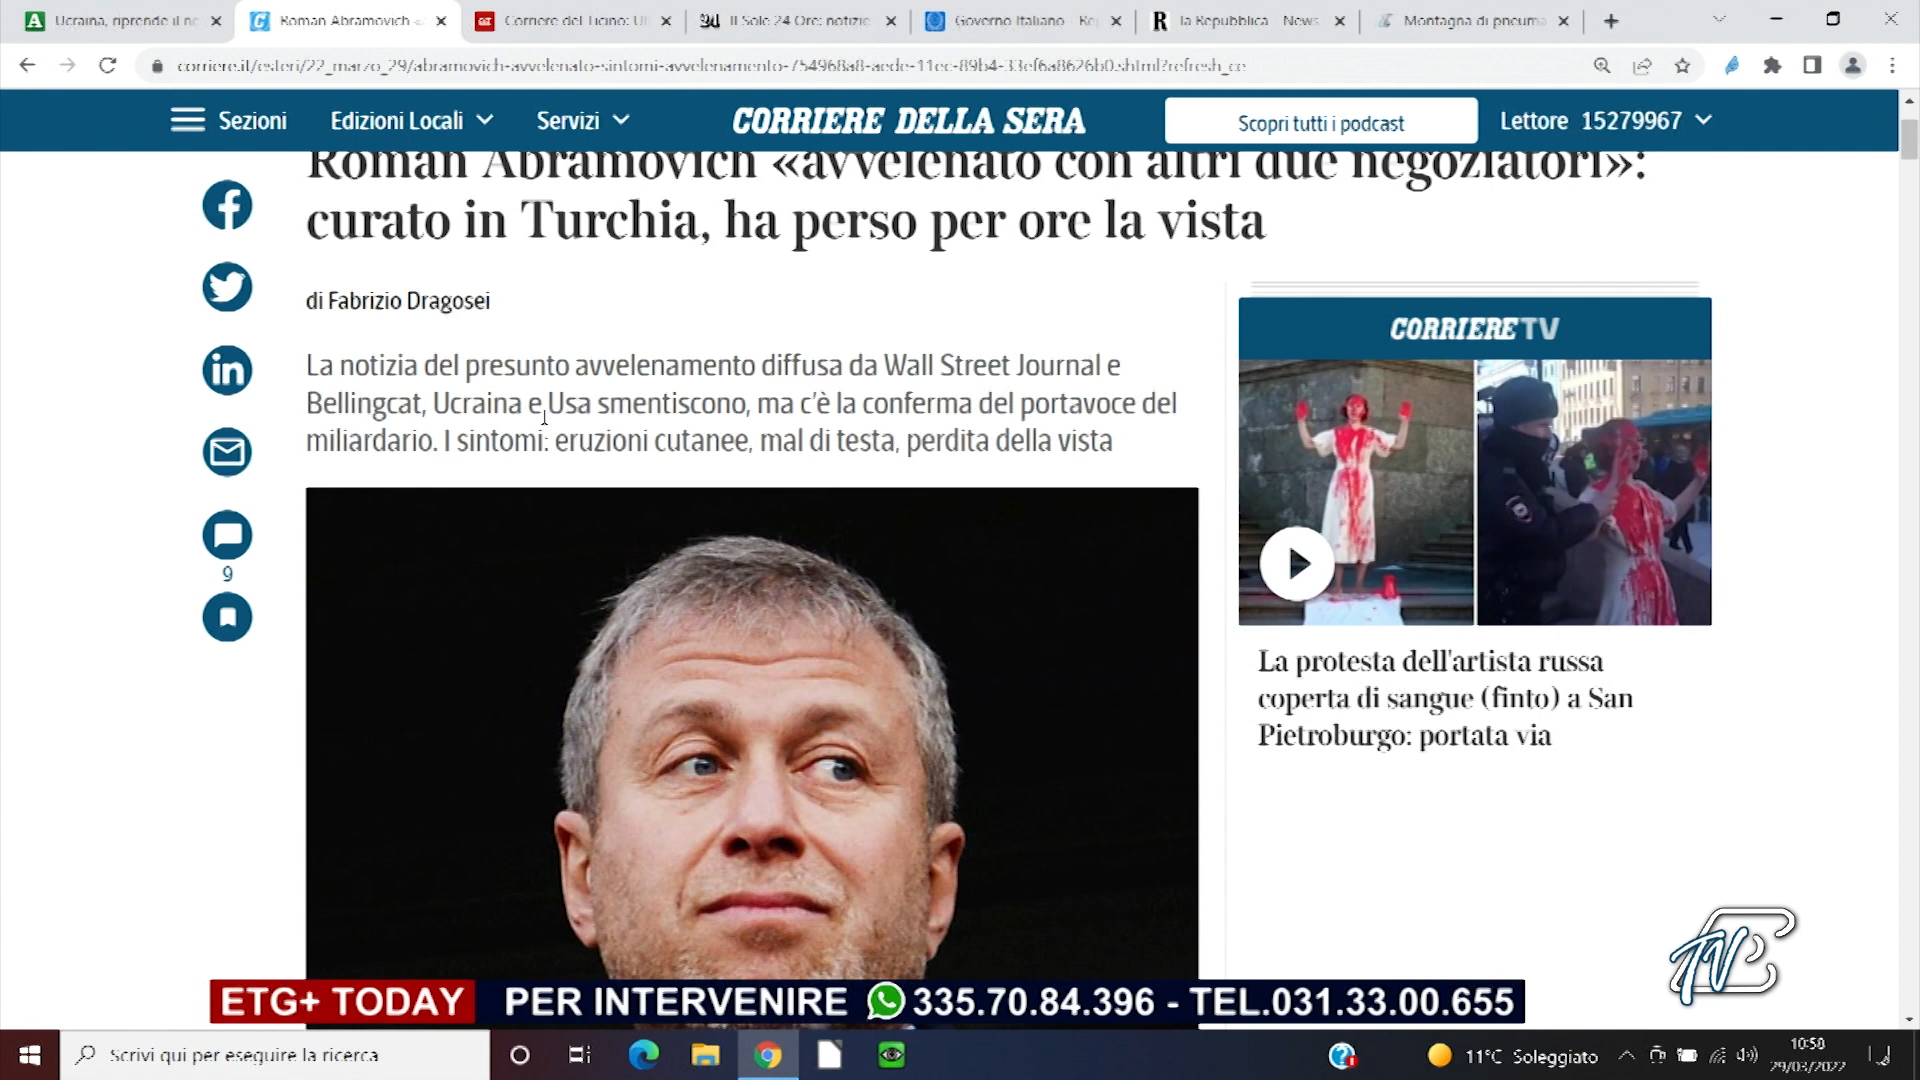 Ucraina, riprende il n
Roman Abramovich «
Corriere del Ticino: Ul
Il Sole 24 Ore: notizie
Governo Italiano - Re
la Repubblica - News
Montagna di pneuma
corriere.it/esteri/22_marzo_29/abramovich-avvelenato-sintomi-avvelenamento-754968a8-aede-11ec-89b4-33ef6a8626b0.shtml?refresh_ce
Sezioni
Edizioni Locali
Servizi
CORRIERE DELLA SERA
Scopri tutti i podcast
Lettore 15279967
Roman Abramovich «avvelenato con altri due negoziatori»:
curato in Turchia, ha perso per ore la vista
di Fabrizio Dragosei
La notizia del presunto avvelenamento diffusa da Wall Street Journal e
Bellingcat, Ucraina e Usa smentiscono, ma c'è la conferma del portavoce del
miliardario. I sintomi: eruzioni cutanee, mal di testa, perdita della vista
9
CORRIERE TV
La protesta dell'artista russa
coperta di sangue (finto) a San
Pietroburgo: portata via
ETG+ TODAY
PER INTERVENIRE 335.70.84.396 - TEL.031.33.00.655
Scrivi qui per eseguire la ricerca
11°C Soleggiato
10:58
29/03/2022